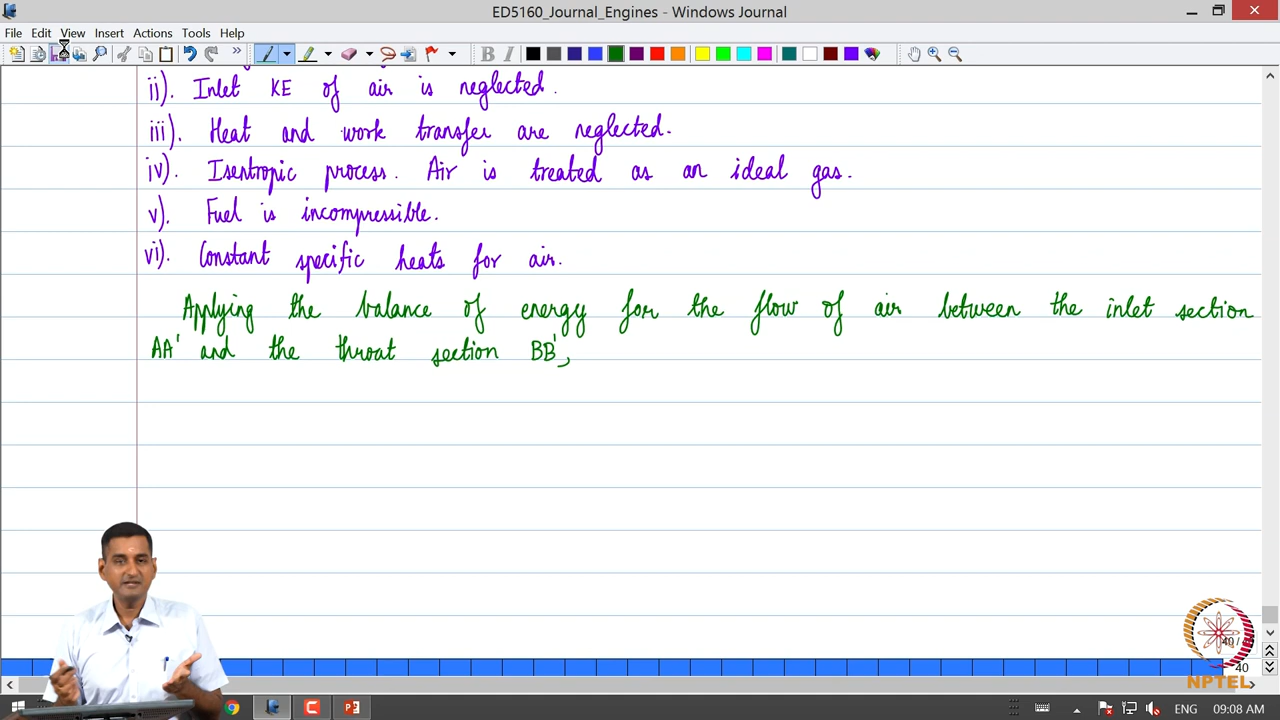 ED5160_Journal_Engines - Windows Journal
File Edit View Insert Actions Tools Help
ii). Inlet KE of air is neglected.
iii). Heat and work transfer are neglected.
iv). Isentropic process. Air is treated as an ideal gas.
v). Fuel is incompressible.
vi). Constant specific heats for air.
Applying the balance of energy for the flow of air between the inlet section
AA' and the throat section BB',
NPTEL
40
ENG 09:08 AM